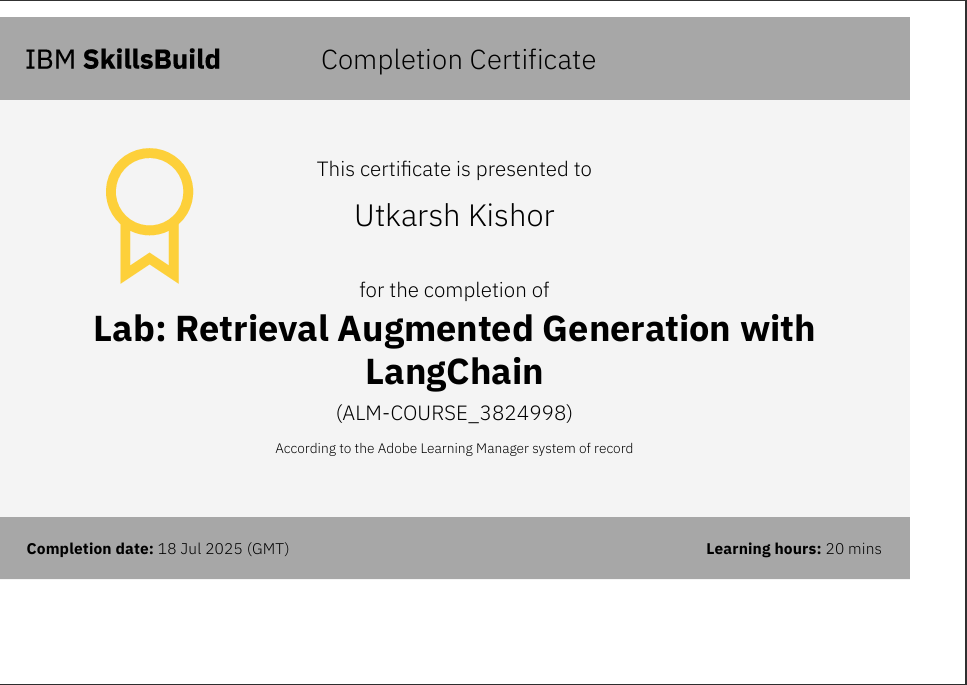 IBM SkillsBuild
Completion Certificate
This certificate is presented to
Utkarsh Kishor
for the completion of
Lab: Retrieval Augmented Generation with
LangChain
(ALM-COURSE_3824998)
According to the Adobe Learning Manager system of record
Completion date: 18 Jul 2025 (GMT)
Learning hours: 20 mins